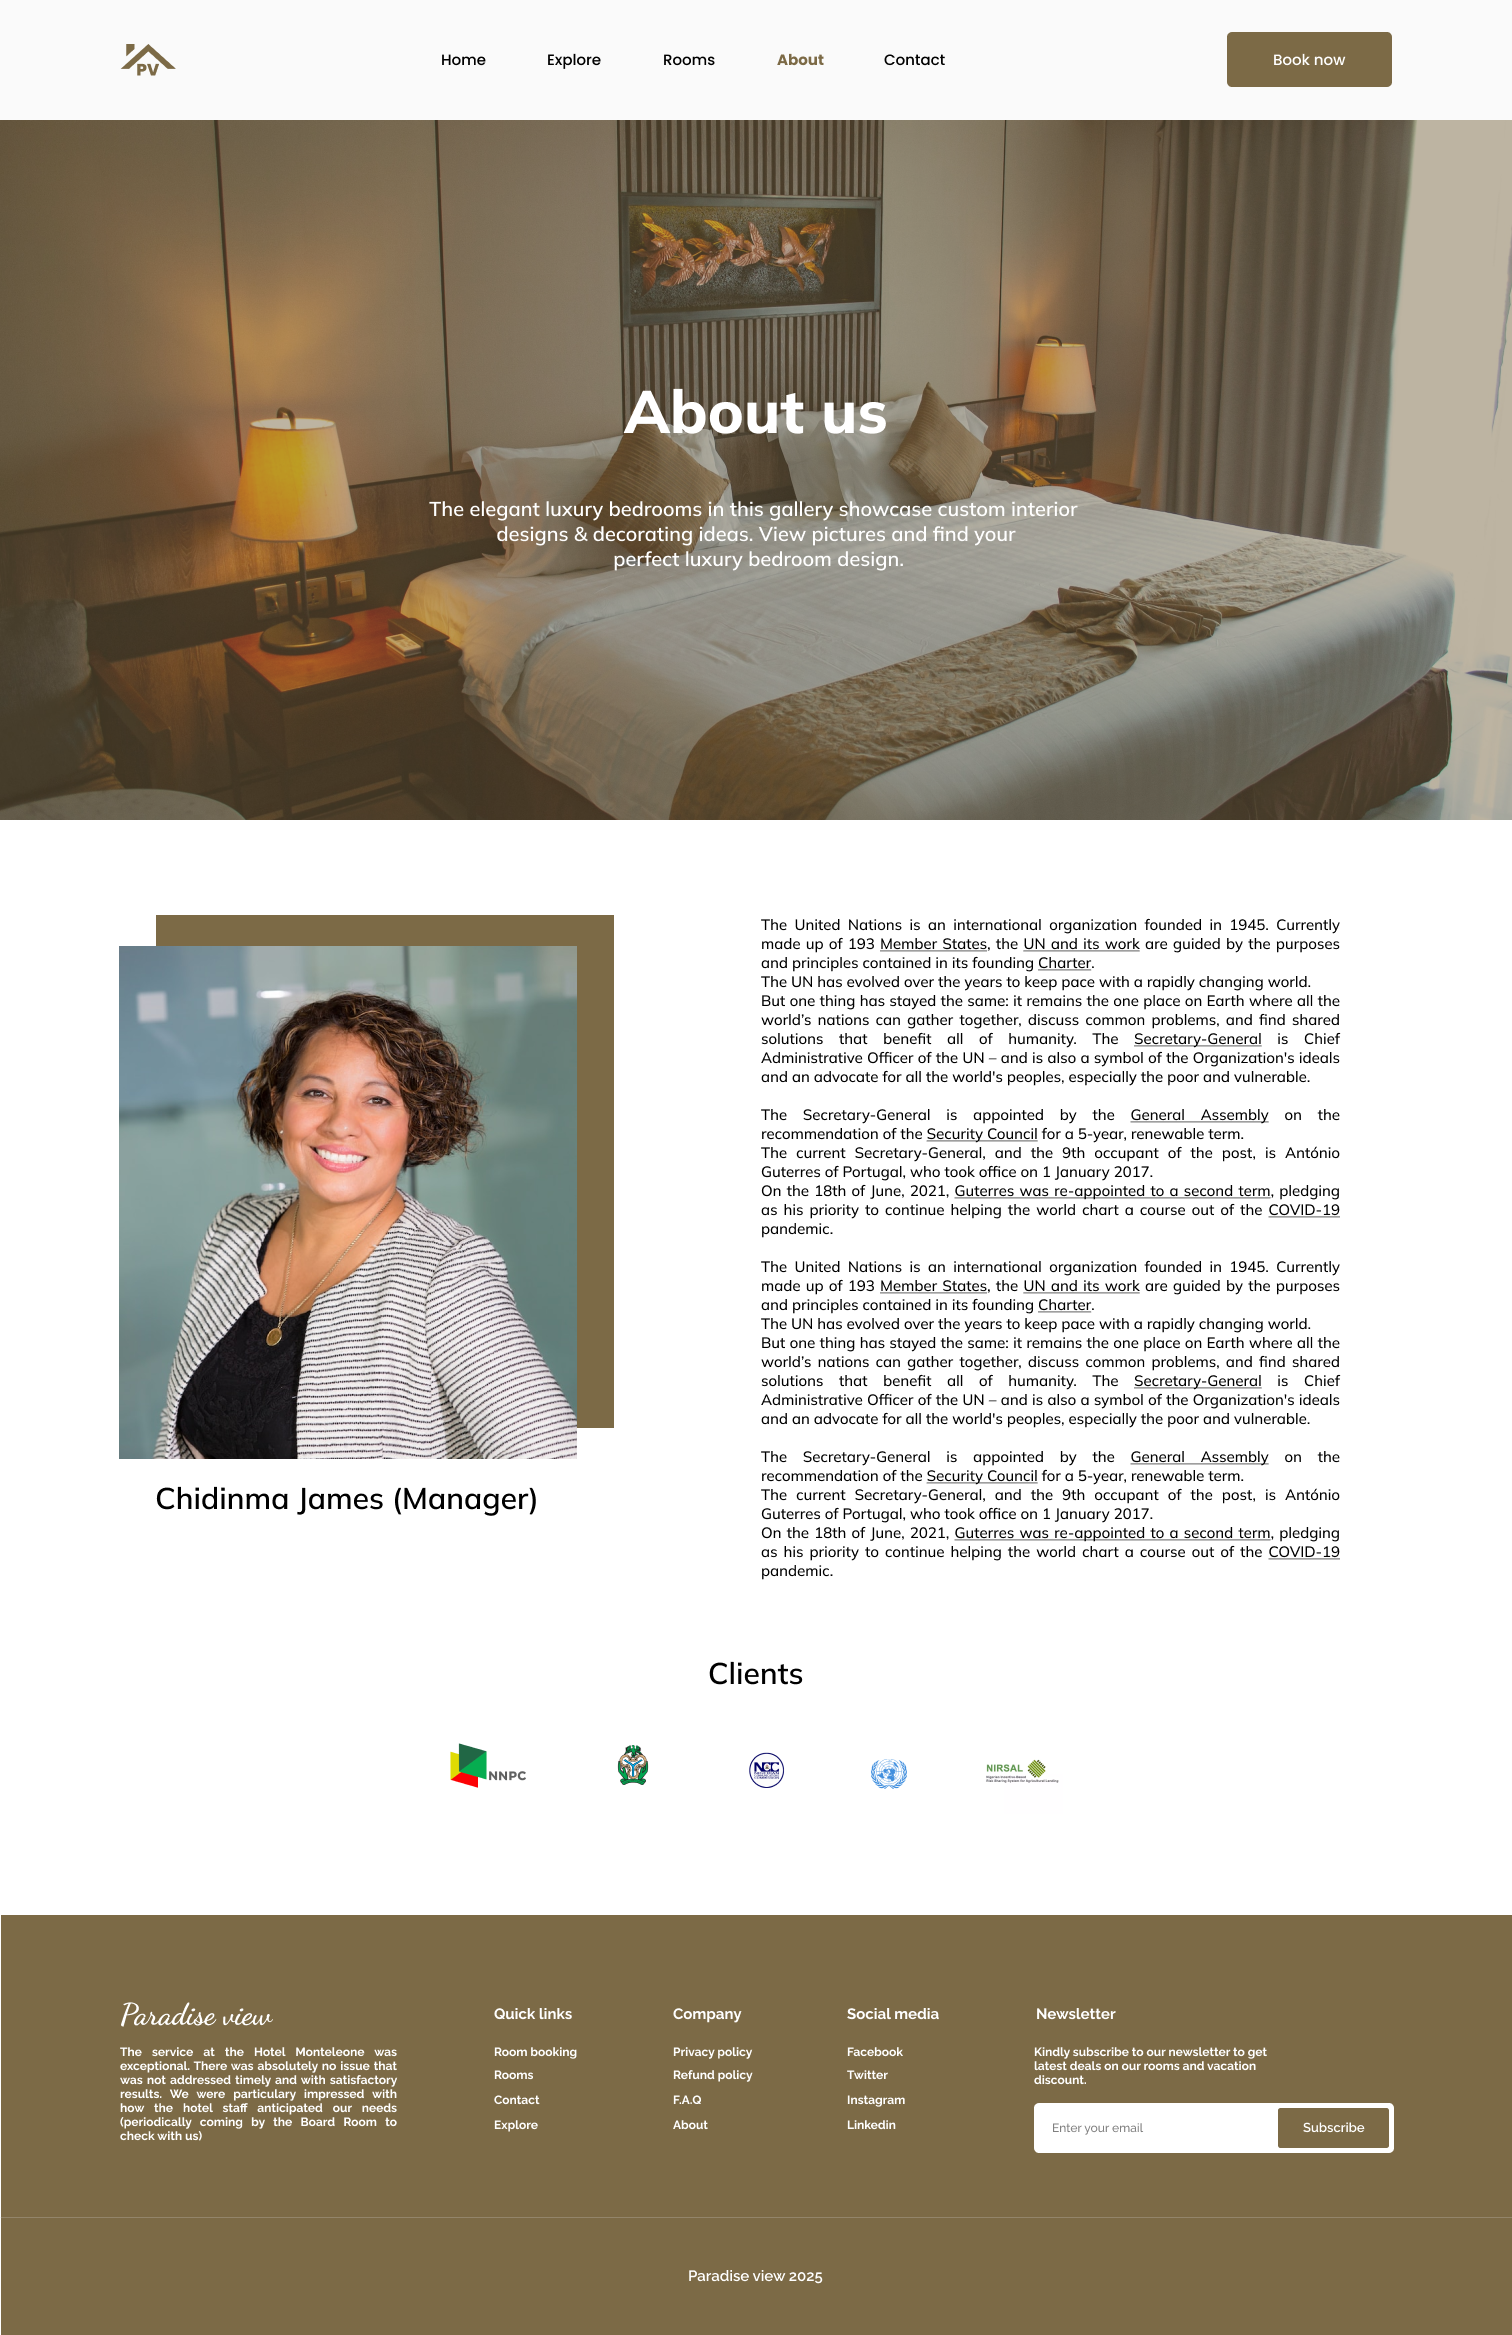 PV
Home
Explore
Rooms
About
Contact
Book now
About us
The elegant luxury bedrooms in this gallery showcase custom interior
designs & decorating ideas. View pictures and find your
perfect luxury bedroom design.
The United Nations is an international organization founded in 1945. Currently
made up of 193 Member States, the UN and its work are guided by the purposes
and principles contained in its founding Charter.
The UN has evolved over the years to keep pace with a rapidly changing world.
But one thing has stayed the same: it remains the one place on Earth where all the
world’s nations can gather together, discuss common problems, and find shared
solutions that benefit all of humanity. The Secretary-General is Chief
Administrative Officer of the UN – and is also a symbol of the Organization's ideals
and an advocate for all the world's peoples, especially the poor and vulnerable.
The Secretary-General is appointed by the General Assembly on the
recommendation of the Security Council for a 5-year, renewable term.
The current Secretary-General, and the 9th occupant of the post, is António
Guterres of Portugal, who took office on 1 January 2017.
On the 18th of June, 2021, Guterres was re-appointed to a second term, pledging
as his priority to continue helping the world chart a course out of the COVID-19
pandemic.
The United Nations is an international organization founded in 1945. Currently
made up of 193 Member States, the UN and its work are guided by the purposes
and principles contained in its founding Charter.
The UN has evolved over the years to keep pace with a rapidly changing world.
But one thing has stayed the same: it remains the one place on Earth where all the
world’s nations can gather together, discuss common problems, and find shared
solutions that benefit all of humanity. The Secretary-General is Chief
Administrative Officer of the UN – and is also a symbol of the Organization's ideals
and an advocate for all the world's peoples, especially the poor and vulnerable.
The Secretary-General is appointed by the General Assembly on the
recommendation of the Security Council for a 5-year, renewable term.
The current Secretary-General, and the 9th occupant of the post, is António
Guterres of Portugal, who took office on 1 January 2017.
On the 18th of June, 2021, Guterres was re-appointed to a second term, pledging
as his priority to continue helping the world chart a course out of the COVID-19
pandemic.
Chidinma James (Manager)
Clients
NNPC
NCC
NIRSAL
Paradise view
The service at the Hotel Monteleone was
exceptional. There was absolutely no issue that
was not addressed timely and with satisfactory
results. We were particulary impressed with
how the hotel staff anticipated our needs
(periodically coming by the Board Room to
check with us)
Quick links
Room booking
Rooms
Contact
Explore
Company
Privacy policy
Refund policy
F.A.Q
About
Social media
Facebook
Twitter
Instagram
Linkedin
Newsletter
Kindly subscribe to our newsletter to get
latest deals on our rooms and vacation
discount.
Enter your email
Subscribe
Paradise view 2025